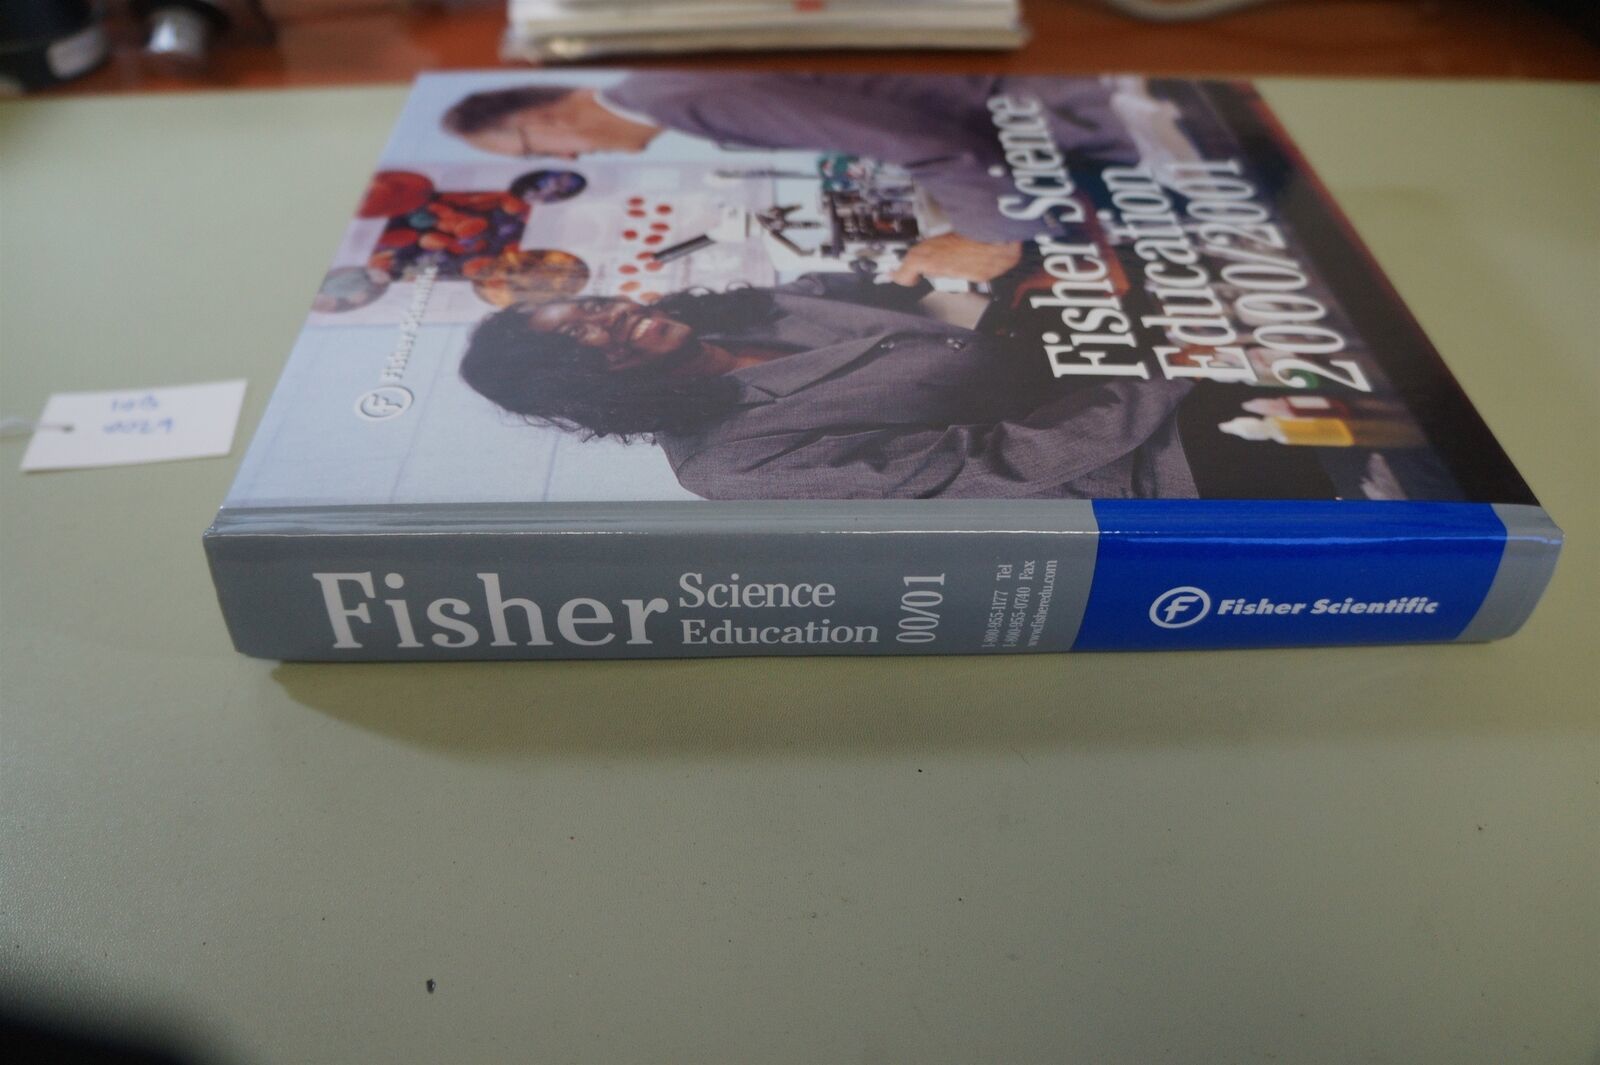 Fisher Science
Education
2000/2001
Fisher Scientific
Fisher
Science
Education
00/01
1-800-955-1177 Tel
1-800-955-0740 Fax
www.fisheredu.com
Fisher Scientific
0029